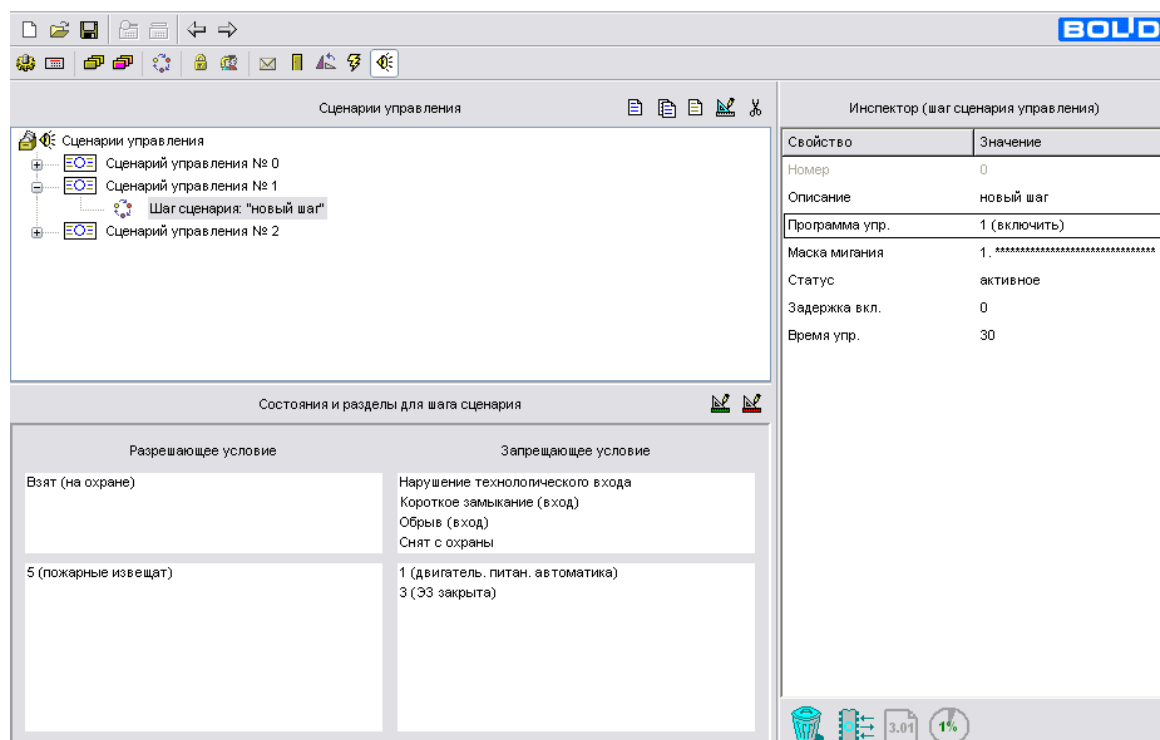 BOLID
Сценарии управления
Сценарии управления
Сценарий управления № 0
Сценарий управления № 1
Шаг сценария: "новый шаг"
Сценарий управления № 2
Состояния и разделы для шага сценария
Разрешающее условие
Запрещающее условие
Взят (на охране)
Нарушение технологического входа
Короткое замыкание (вход)
Обрыв (вход)
Снят с охраны
5 (пожарные извещат)
1 (двигатель. питан. автоматика)
3 (ЭЗ закрыта)
Инспектор (шаг сценария управления)
Свойство Значение
Номер 0
Описание новый шаг
Программа упр. 1 (включить)
Маска мигания 1. ********************************
Статус активное
Задержка вкл. 0
Время упр. 30
3.01 1%